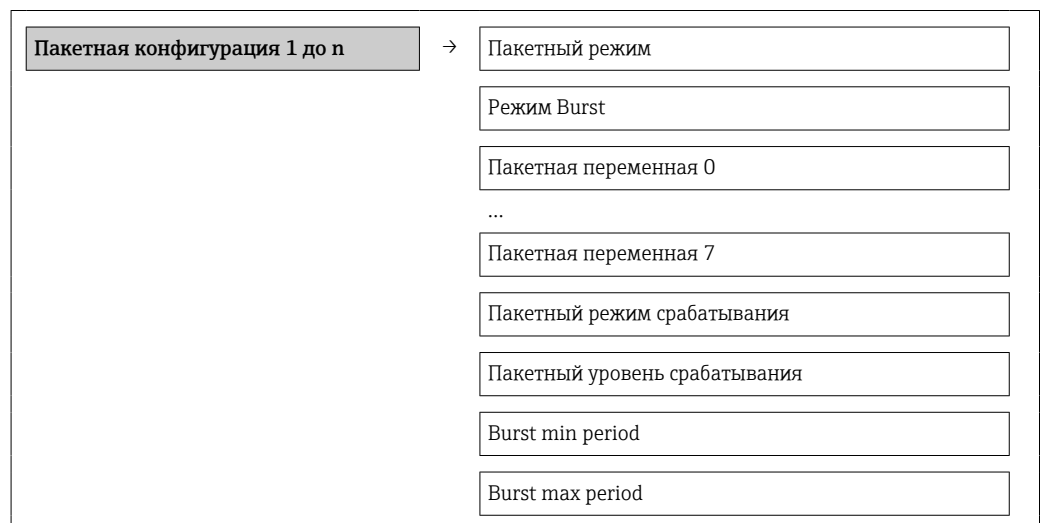 Пакетная конфигурация 1 до n → Пакетный режим
Режим Burst
Пакетная переменная 0
...
Пакетная переменная 7
Пакетный режим срабатывания
Пакетный уровень срабатывания
Burst min period
Burst max period